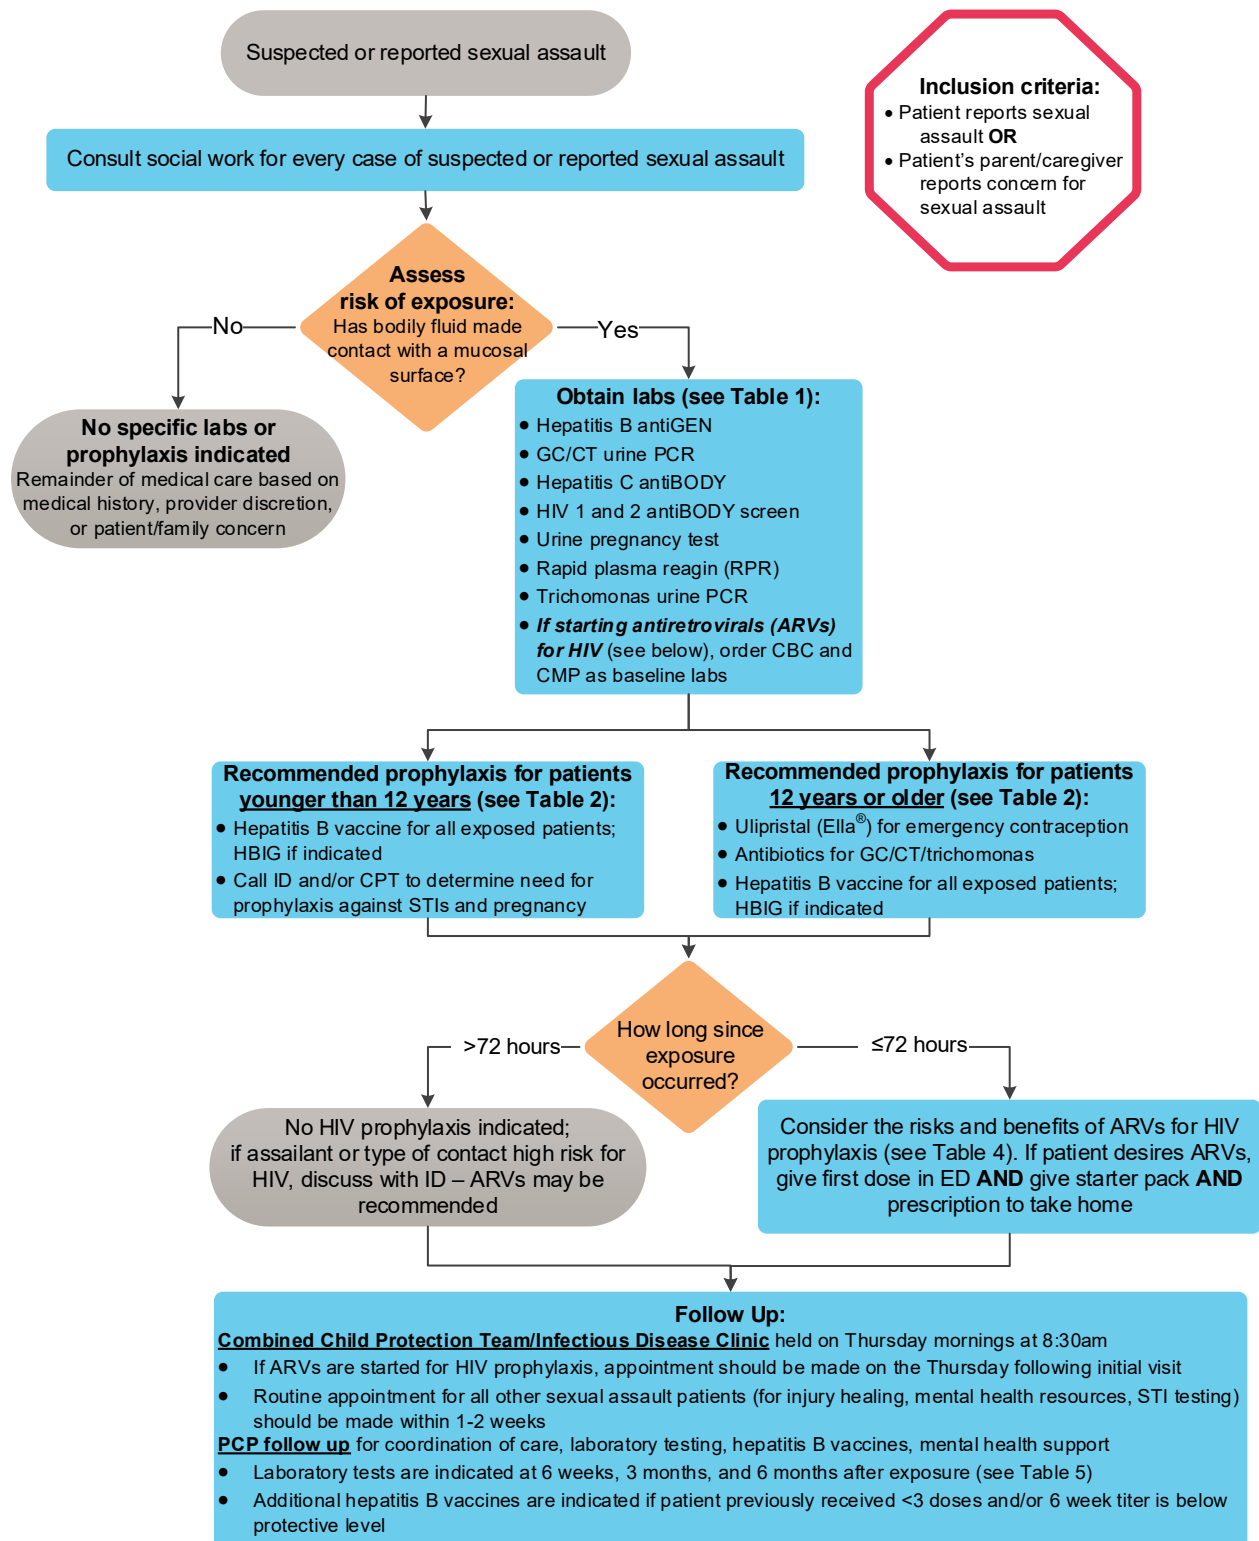 Suspected or reported sexual assault
Inclusion criteria:
• Patient reports sexual
assault OR
• Patient's parent/caregiver
reports concern for
sexual assault
Consult social work for every case of suspected or reported sexual assault
Assess
risk of exposure:
Has bodily fluid made
contact with a mucosal
surface?
No
Yes
No specific labs or
prophylaxis indicated
Remainder of medical care based on
medical history, provider discretion,
or patient/family concern
Obtain labs (see Table 1):
• Hepatitis B antiGEN
• GC/CT urine PCR
• Hepatitis C antiBODY
• HIV 1 and 2 antiBODY screen
• Urine pregnancy test
• Rapid plasma reagin (RPR)
• Trichomonas urine PCR
• If starting antiretrovirals (ARVs)
for HIV (see below), order CBC and
CMP as baseline labs
Recommended prophylaxis for patients
younger than 12 years (see Table 2):
• Hepatitis B vaccine for all exposed patients;
HBIG if indicated
• Call ID and/or CPT to determine need for
prophylaxis against STIs and pregnancy
Recommended prophylaxis for patients
12 years or older (see Table 2):
• Ulipristal (Ella®) for emergency contraception
• Antibiotics for GC/CT/trichomonas
• Hepatitis B vaccine for all exposed patients;
HBIG if indicated
How long since
exposure
occurred?
>72 hours
≤72 hours
No HIV prophylaxis indicated;
if assailant or type of contact high risk for
HIV, discuss with ID – ARVs may be
recommended
Consider the risks and benefits of ARVs for HIV
prophylaxis (see Table 4). If patient desires ARVs,
give first dose in ED AND give starter pack AND
prescription to take home
Follow Up:
Combined Child Protection Team/Infectious Disease Clinic held on Thursday mornings at 8:30am
• If ARVs are started for HIV prophylaxis, appointment should be made on the Thursday following initial visit
• Routine appointment for all other sexual assault patients (for injury healing, mental health resources, STI testing)
should be made within 1-2 weeks
PCP follow up for coordination of care, laboratory testing, hepatitis B vaccines, mental health support
• Laboratory tests are indicated at 6 weeks, 3 months, and 6 months after exposure (see Table 5)
• Additional hepatitis B vaccines are indicated if patient previously received <3 doses and/or 6 week titer is below
protective level